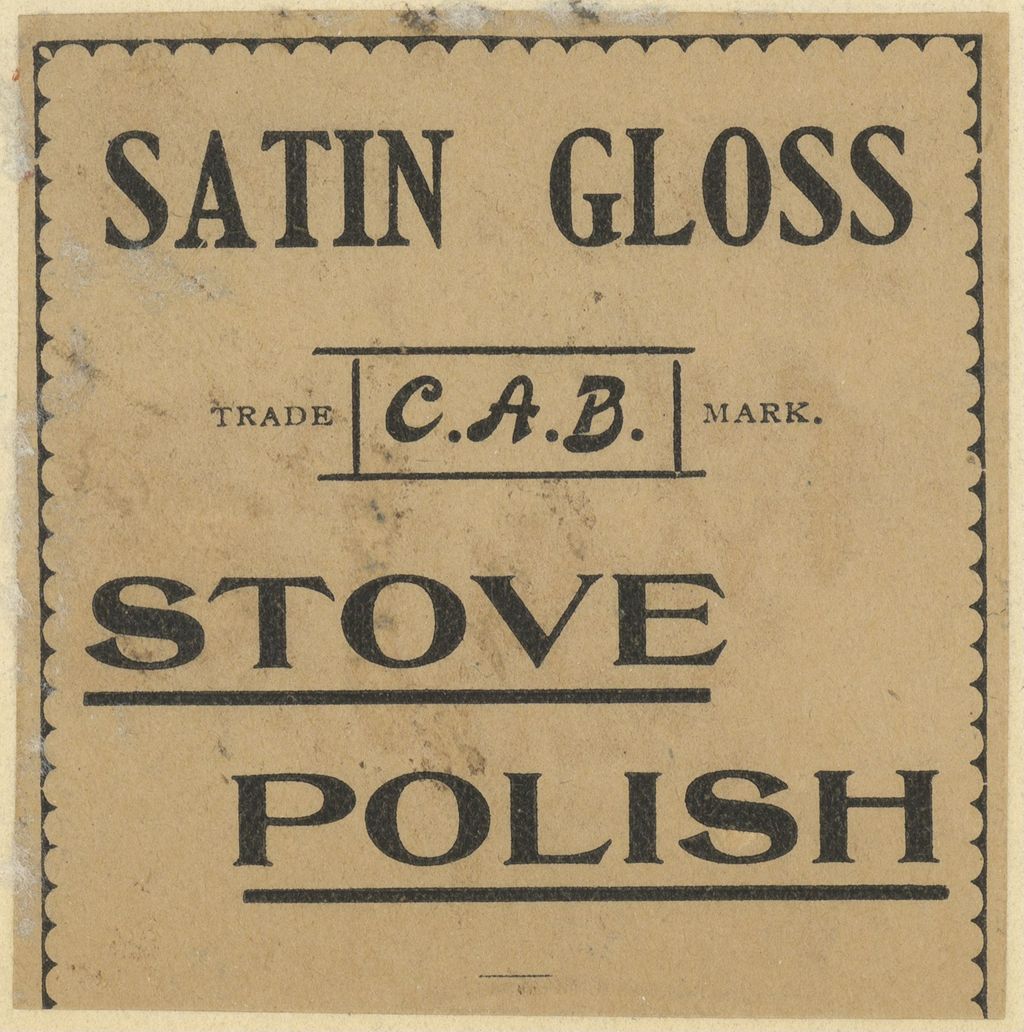 SATIN GLOSS
TRADE C.A.B. MARK.
STOVE
POLISH